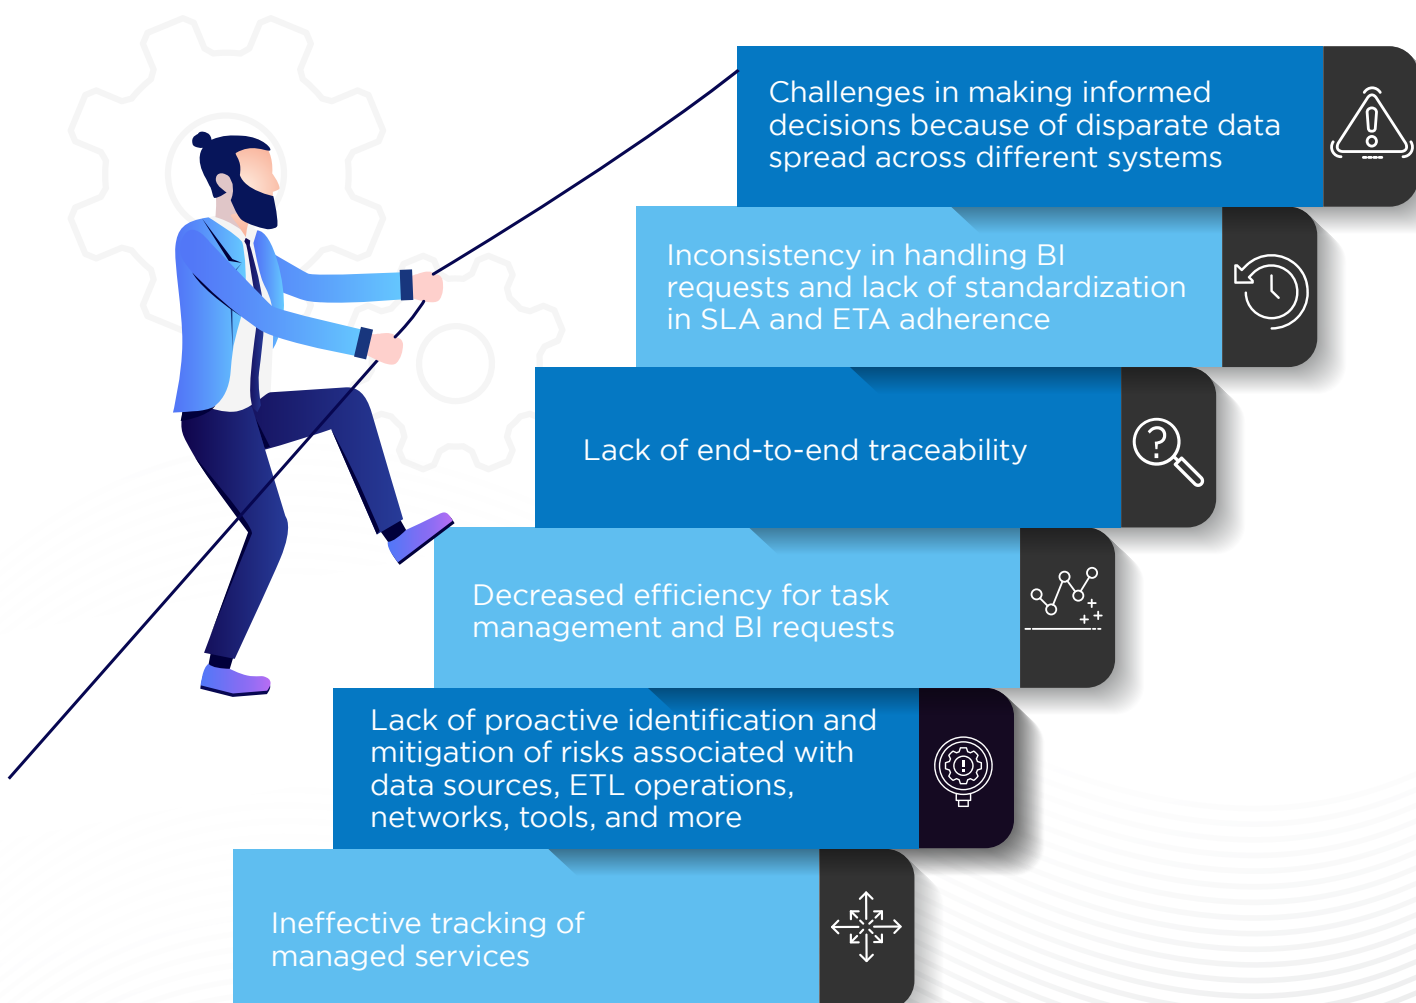 Challenges in making informed
decisions because of disparate data
spread across different systems
Inconsistency in handling BI
requests and lack of standardization
in SLA and ETA adherence
Lack of end-to-end traceability
Decreased efficiency for task
management and BI requests
Lack of proactive identification and
mitigation of risks associated with
data sources, ETL operations,
networks, tools, and more
Ineffective tracking of
managed services